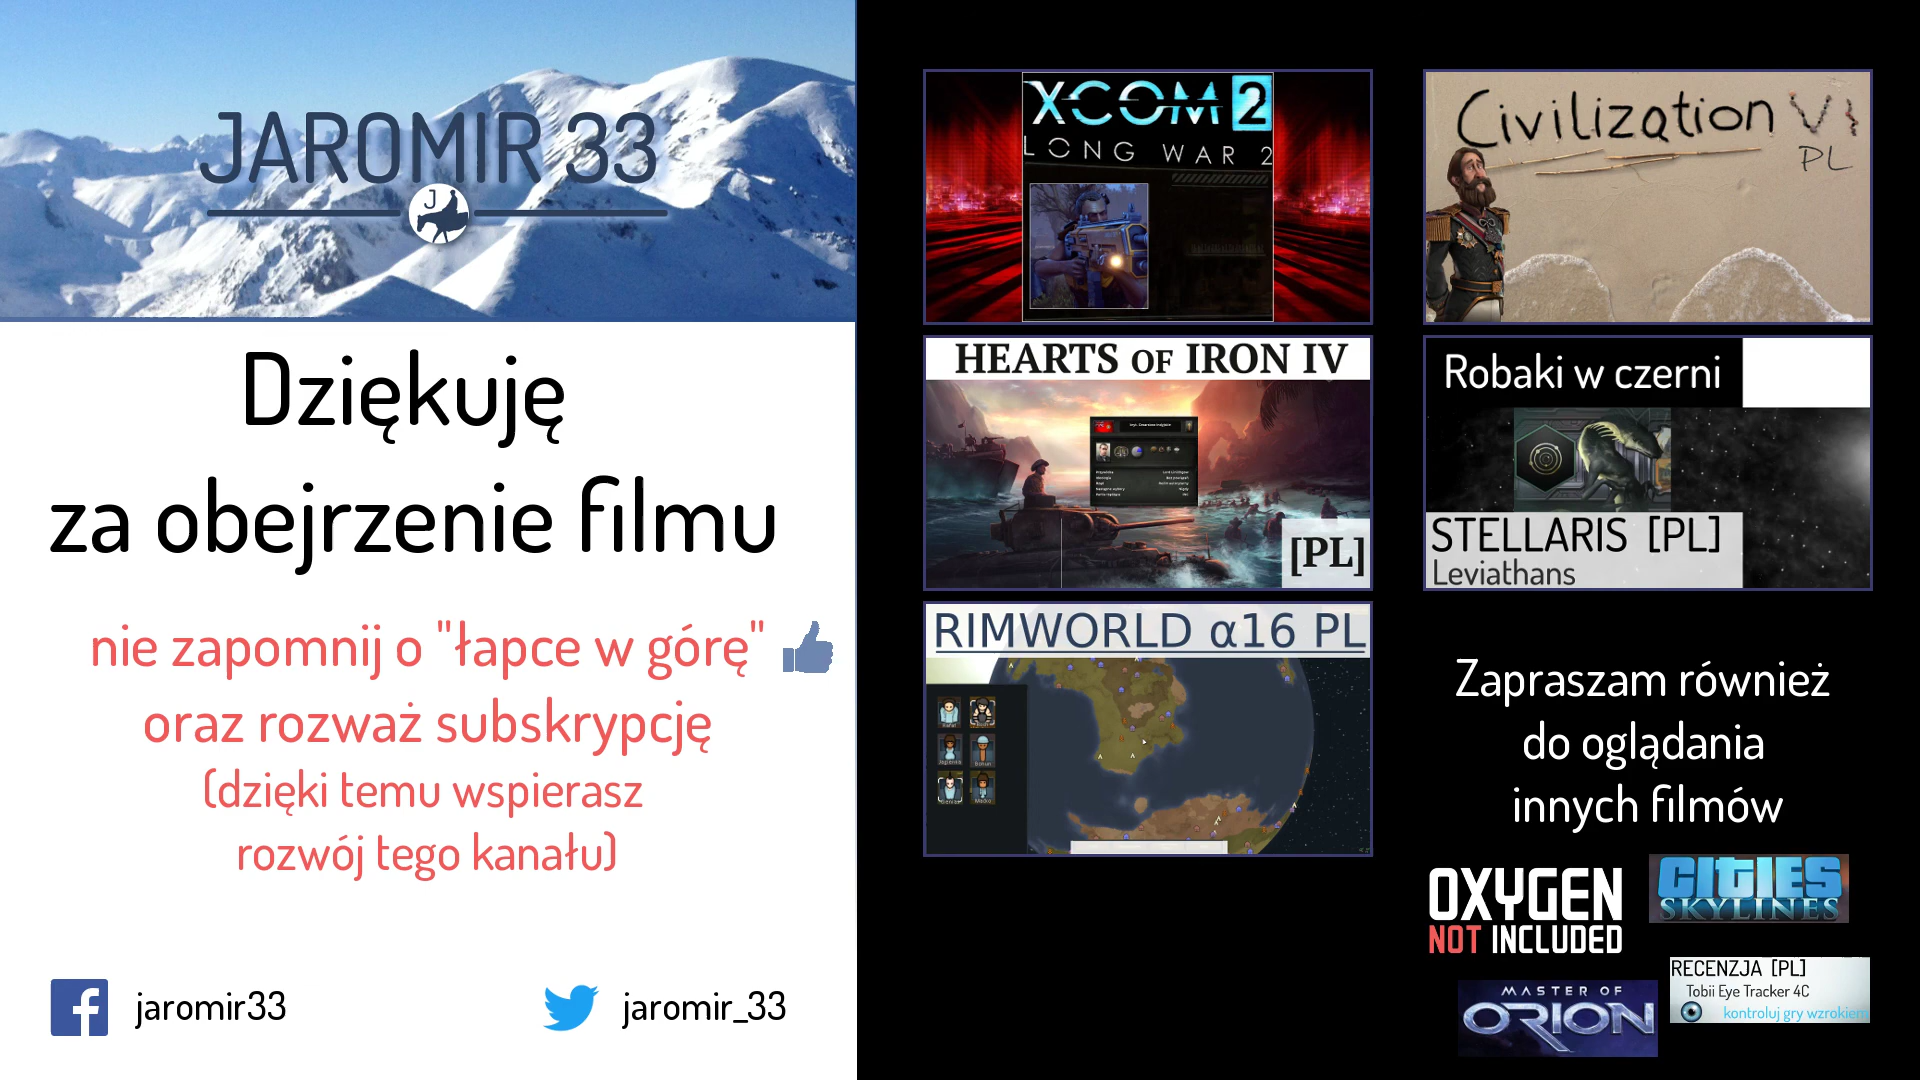 JAROMIR 33
J
Dziękuję
za obejrzenie filmu
nie zapomnij o "łapce w górę"
oraz rozważ subskrypcję
(dzięki temu wspierasz
rozwój tego kanału)
jaromir33
jaromir_33
XCOM 2
LONG WAR 2
Civilization VI
PL
HEARTS OF IRON IV
[PL]
Robaki w czerni
STELLARIS [PL]
Leviathans
RIMWORLD α16 PL
Zapraszam również
do oglądania
innych filmów
OXYGEN
NOT INCLUDED
CITIES
SKYLINES
MASTER OF
ORION
RECENZJA [PL]
Tobii Eye Tracker 4C
kontroluj gry wzrokiem